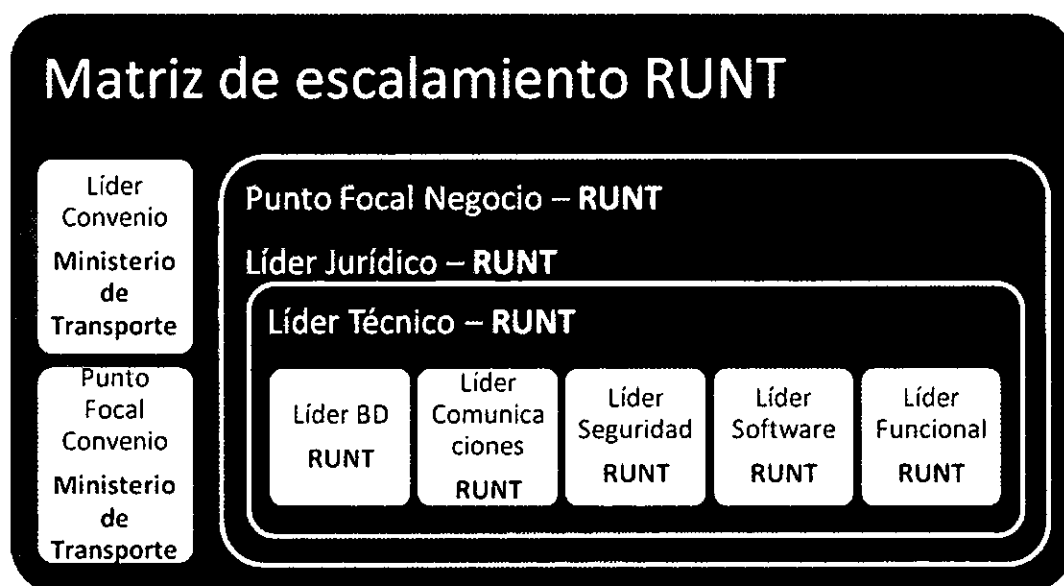 Matriz de escalamiento RUNT
Líder
Convenio
Ministerio
de
Transporte
Punto
Focal
Convenio
Ministerio
de
Transporte
Punto Focal Negocio – RUNT
Líder Jurídico – RUNT
Líder Técnico – RUNT
Líder BD
RUNT
Líder
Comunica
ciones
RUNT
Líder
Seguridad
RUNT
Líder
Software
RUNT
Líder
Funcional
RUNT